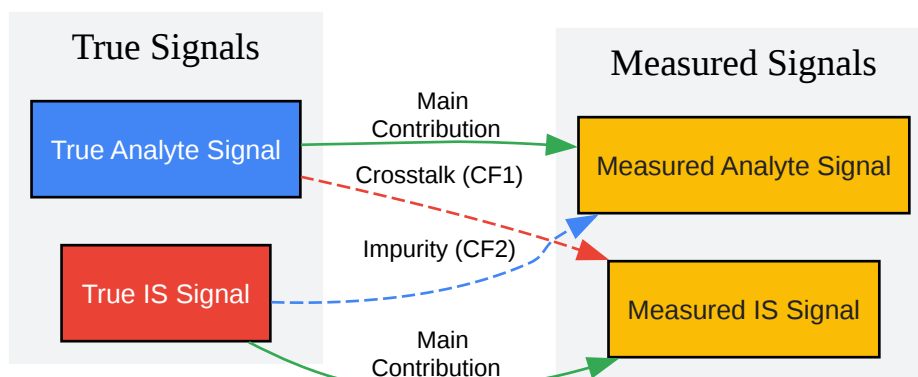 True Signals
Measured Signals
Main
Contribution
True Analyte Signal
Measured Analyte Signal
Crosstalk (CF1)
Impurity (CF2)
True IS Signal
Measured IS Signal
Main
Contribution